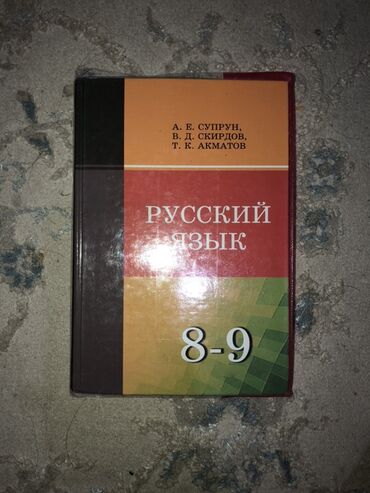 А. Е. СУПРУН,
В. Д. СКИРДОВ,
Т. К. АКМАТОВ
РУССКИЙ
ЯЗЫК
8-9